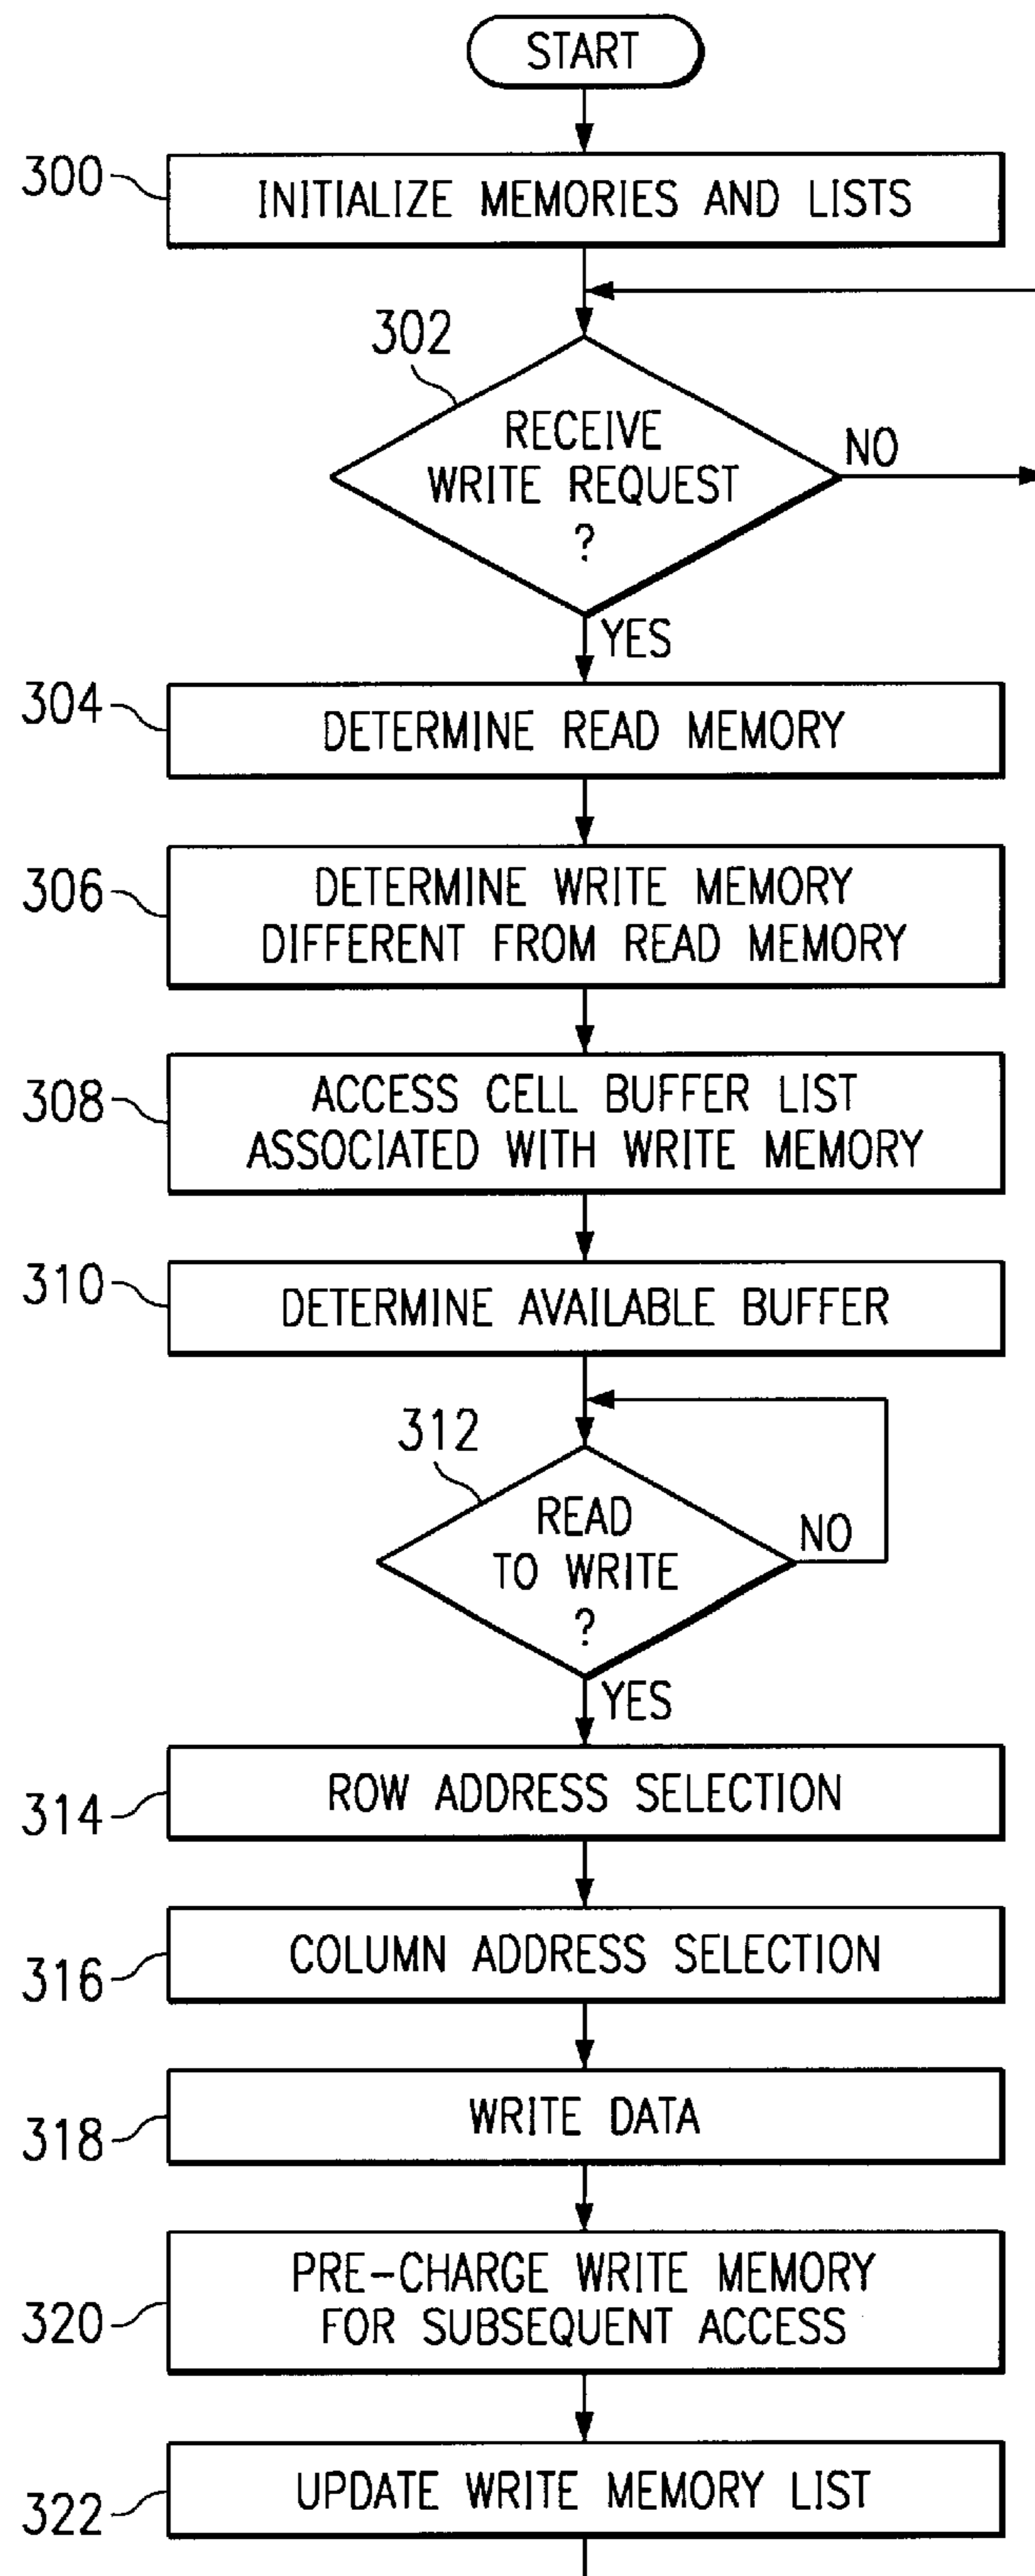 START
300
INITIALIZE MEMORIES AND LISTS
302
RECEIVE
WRITE REQUEST
?
NO
YES
304
DETERMINE READ MEMORY
306
DETERMINE WRITE MEMORY
DIFFERENT FROM READ MEMORY
308
ACCESS CELL BUFFER LIST
ASSOCIATED WITH WRITE MEMORY
310
DETERMINE AVAILABLE BUFFER
312
READ
TO WRITE
?
NO
YES
314
ROW ADDRESS SELECTION
316
COLUMN ADDRESS SELECTION
318
WRITE DATA
320
PRE-CHARGE WRITE MEMORY
FOR SUBSEQUENT ACCESS
322
UPDATE WRITE MEMORY LIST